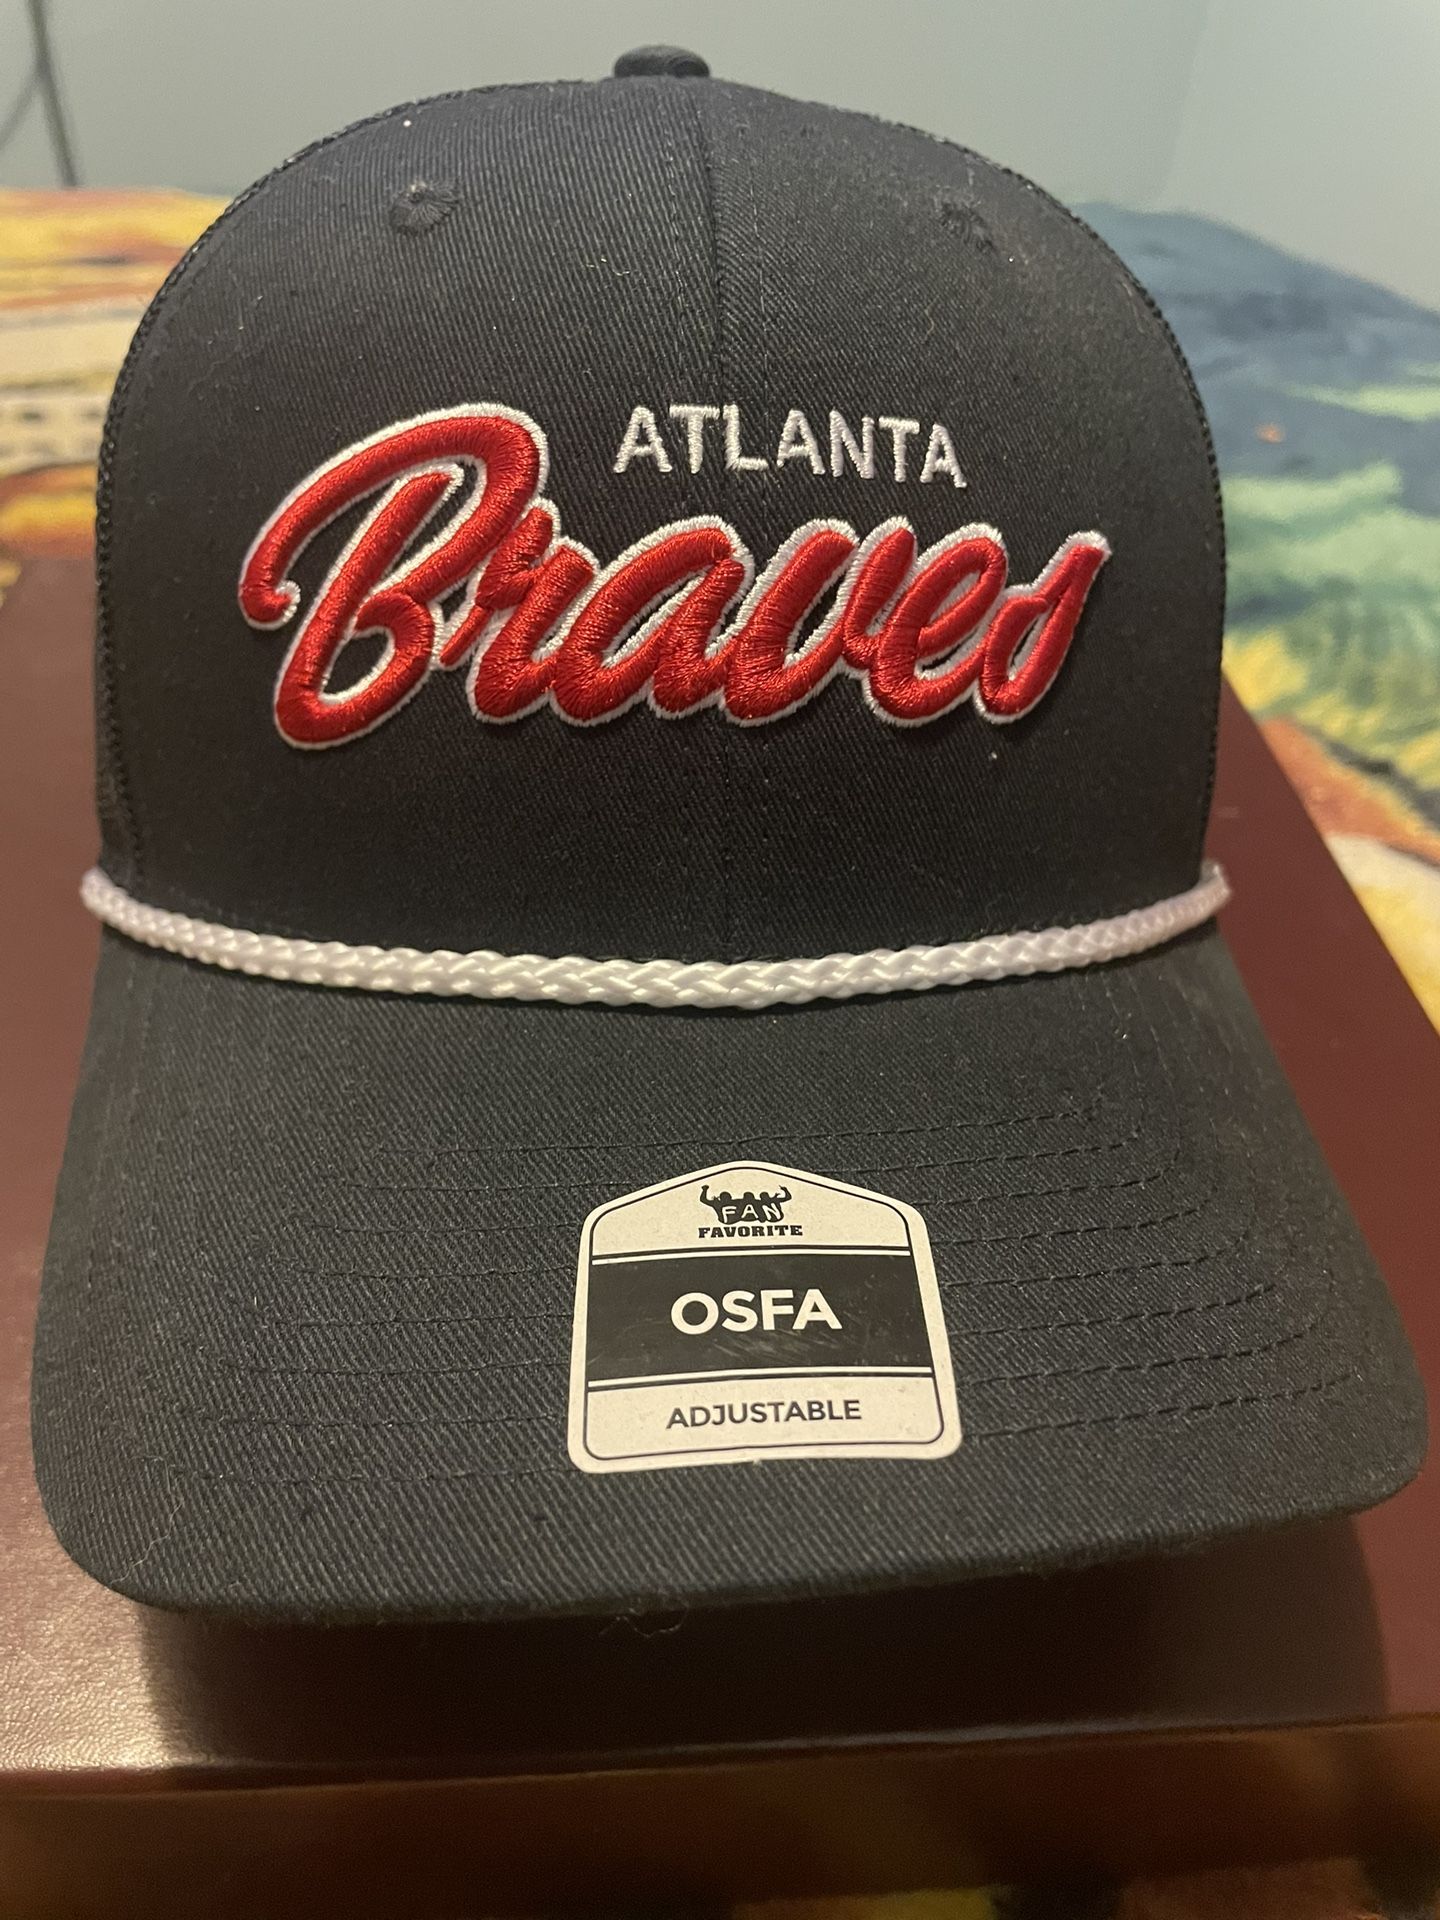 ATLANTA
Braves
FAN
FAVORITE
OSFA
ADJUSTABLE